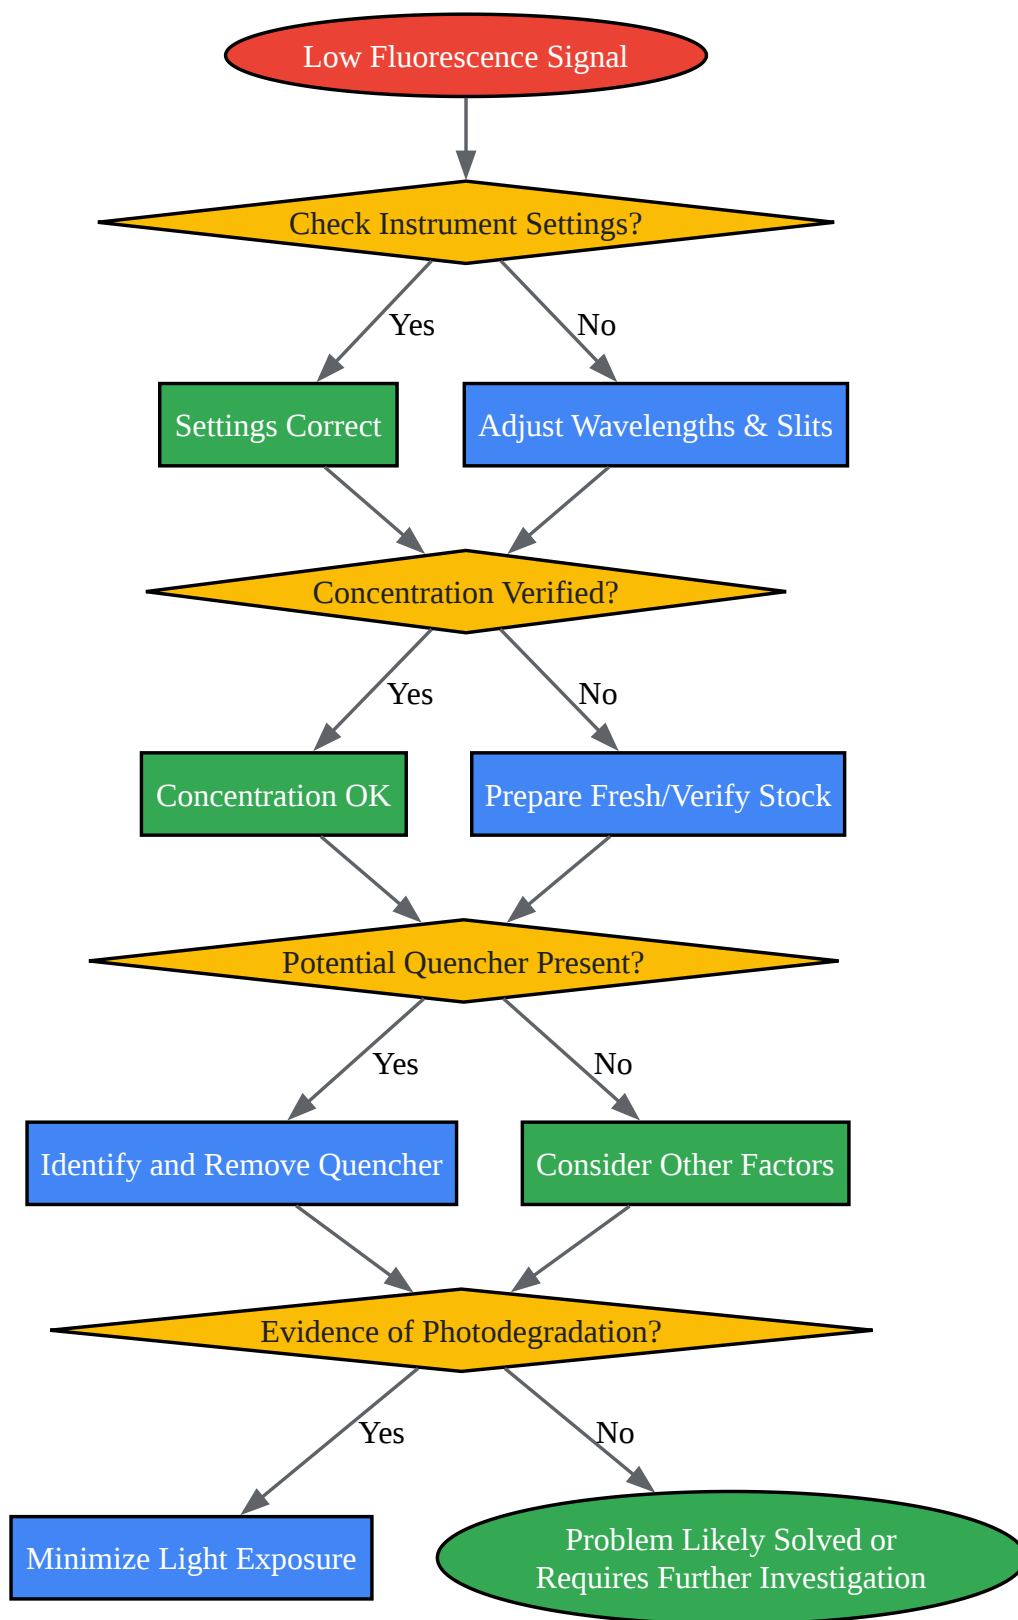 Low Fluorescence Signal
Check Instrument Settings?
Yes
No
Settings Correct
Adjust Wavelengths & Slits
Concentration Verified?
Yes
No
Concentration OK
Prepare Fresh/Verify Stock
Potential Quencher Present?
Yes
No
Identify and Remove Quencher
Consider Other Factors
Evidence of Photodegradation?
Yes
No
Minimize Light Exposure
Problem Likely Solved or
Requires Further Investigation